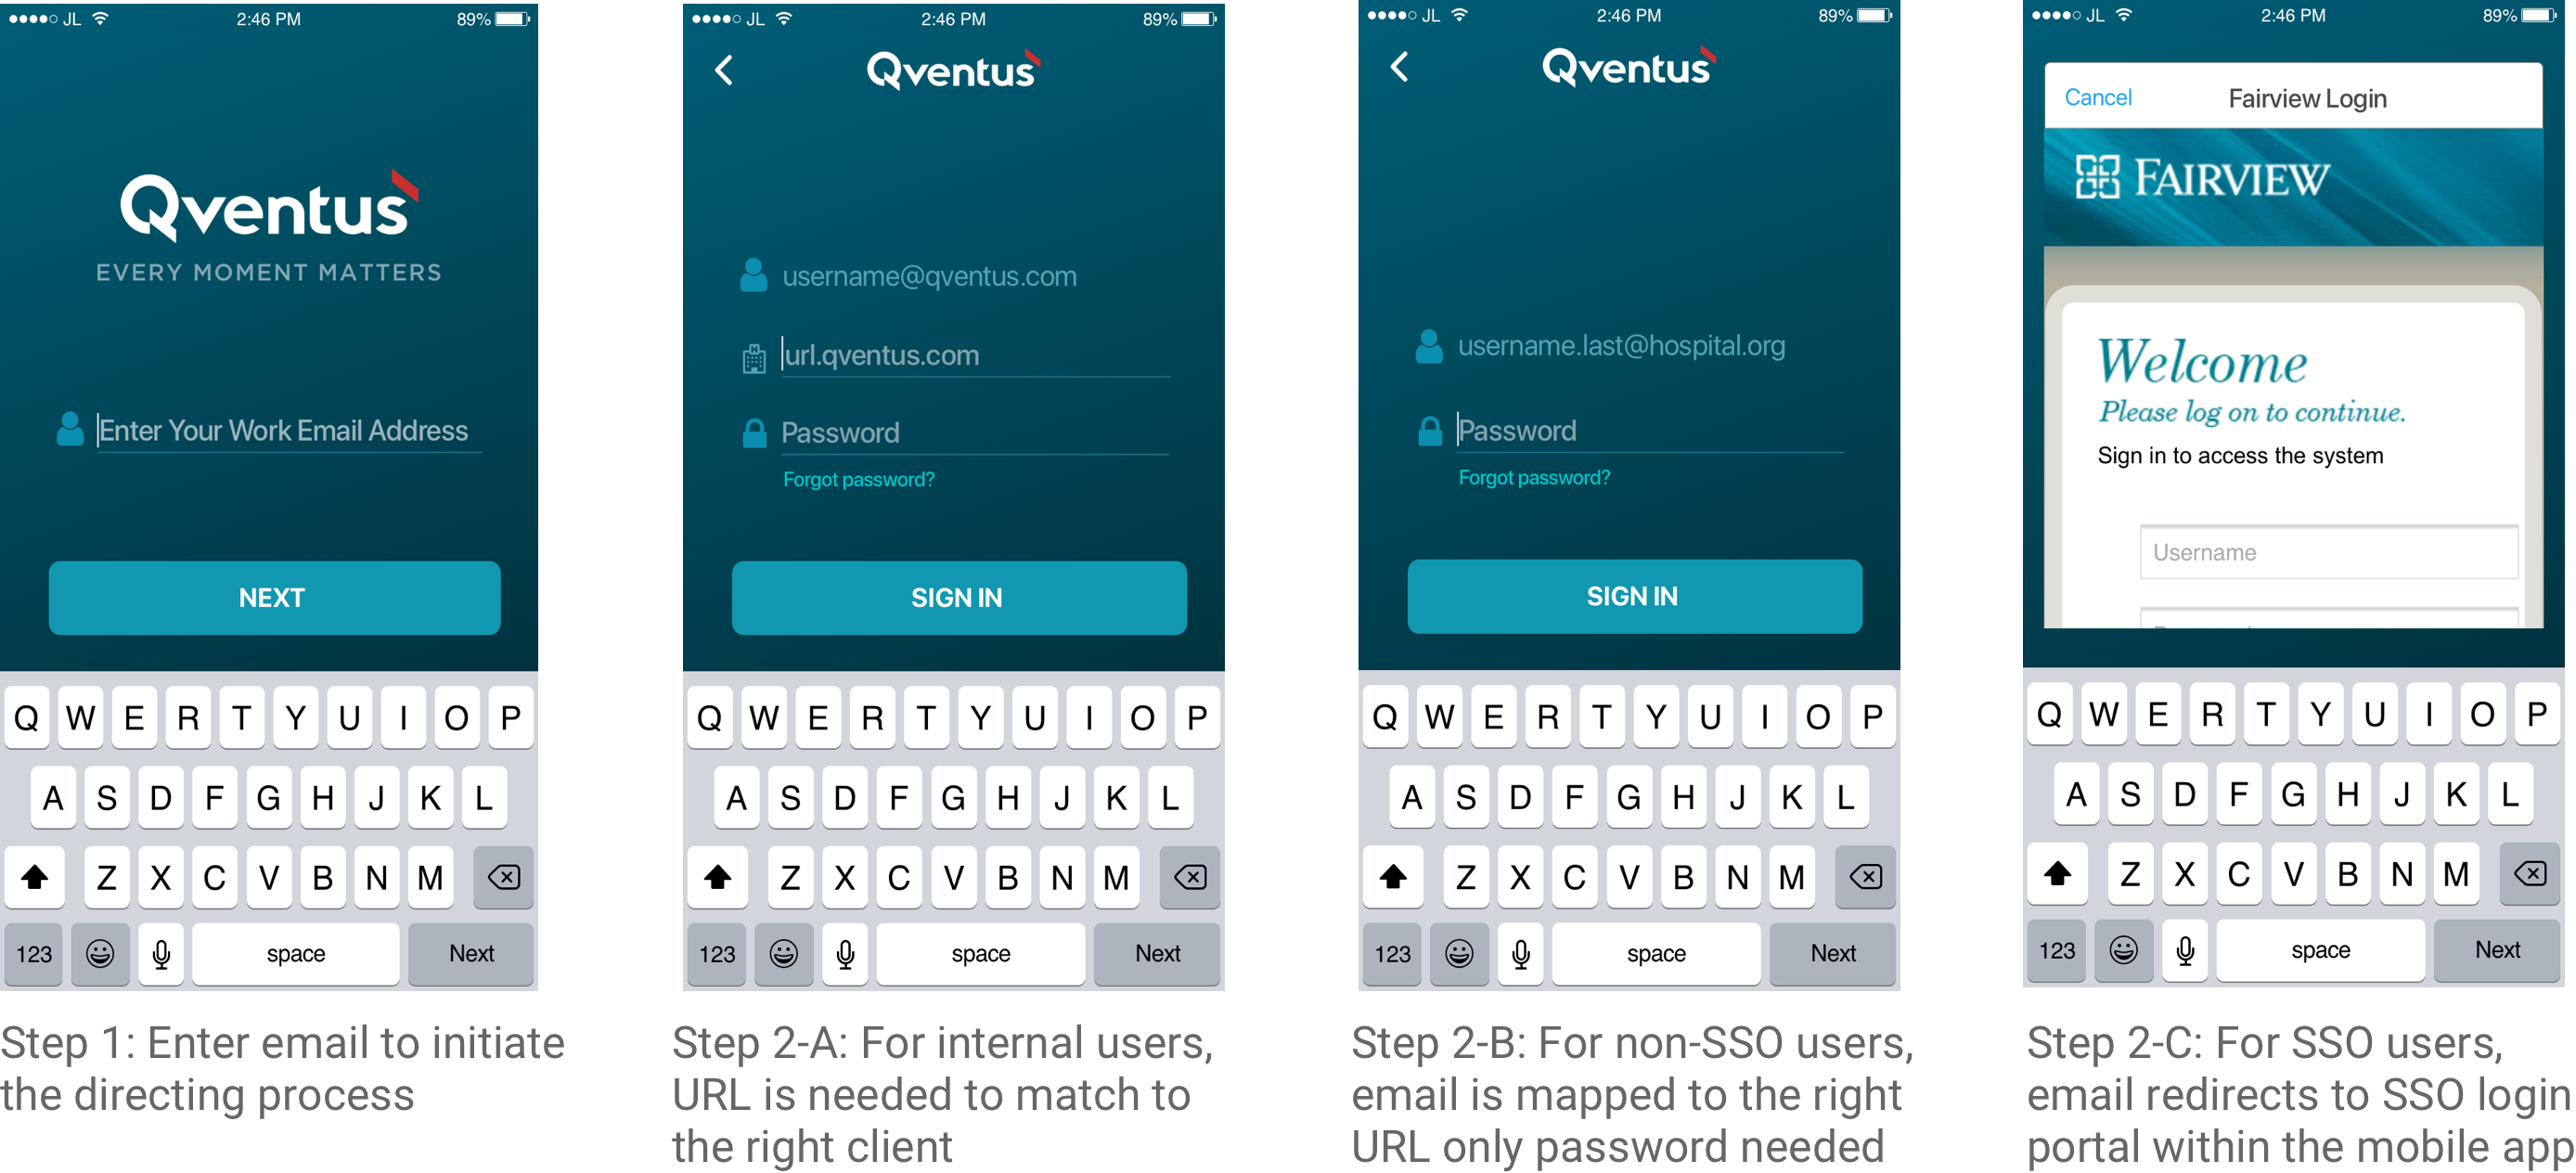 JL 2:46 PM 89%
Qventus
EVERY MOMENT MATTERS
Enter Your Work Email Address
NEXT
Q W E R T Y U I O P
A S D F G H J K L
Z X C V B N M
123 space Next
Step 1: Enter email to initiate
the directing process
JL 2:46 PM 89%
Qventus
username@qventus.com
url.qventus.com
Password
Forgot password?
SIGN IN
Q W E R T Y U I O P
A S D F G H J K L
Z X C V B N M
123 space Next
Step 2-A: For internal users,
URL is needed to match to
the right client
JL 2:46 PM 89%
Qventus
username.last@hospital.org
Password
Forgot password?
SIGN IN
Q W E R T Y U I O P
A S D F G H J K L
Z X C V B N M
123 space Next
Step 2-B: For non-SSO users,
email is mapped to the right
URL only password needed
JL 2:46 PM 89%
Cancel Fairview Login
FAIRVIEW
Welcome
Please log on to continue.
Sign in to access the system
Username
Q W E R T Y U I O P
A S D F G H J K L
Z X C V B N M
123 space Next
Step 2-C: For SSO users,
email redirects to SSO login
portal within the mobile app